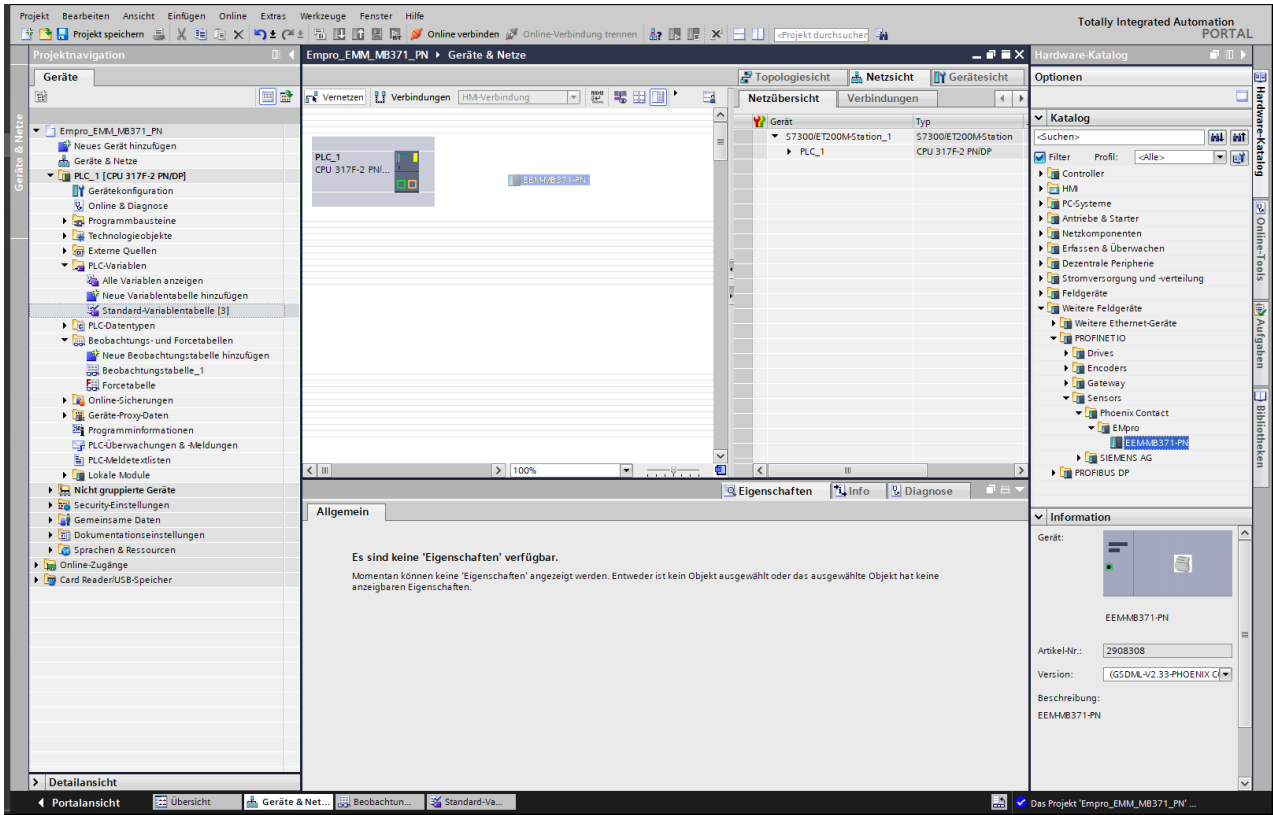 Projekt Bearbeiten Ansicht Einfügen Online Extras Werkzeuge Fenster Hilfe
Totally Integrated Automation
PORTAL
Projekt speichern
Online verbinden
Online-Verbindung trennen
<Projekt durchsuchen
Projektnavigation
Geräte
Geräte & Netze
Empro_EMM_MB371_PN
Neues Gerät hinzufügen
Geräte & Netze
PLC_1 [CPU 317F-2 PN/DP]
Gerätekonfiguration
Online & Diagnose
Programmbausteine
Technologieobjekte
Externe Quellen
PLC-Variablen
Alle Variablen anzeigen
Neue Variablentabelle hinzufügen
Standard-Variablentabelle [3]
PLC-Datentypen
Beobachtungs- und Forcetabellen
Neue Beobachtungstabelle hinzufügen
Beobachtungstabelle_1
Forcetabelle
Online-Sicherungen
Geräte-Proxy-Daten
Programminformationen
PLC-Überwachungen & -Meldungen
PLC-Meldetextlisten
Lokale Module
Nicht gruppierte Geräte
Security-Einstellungen
Gemeinsame Daten
Dokumentationseinstellungen
Sprachen & Ressourcen
Online-Zugänge
Card Reader/USB-Speicher
Detailansicht
Empro_EMM_MB371_PN Geräte & Netze
Topologiesicht Netzsicht Gerätesicht
Vernetzen Verbindungen HMI-Verbindung
PLC_1
CPU 317F-2 PN/...
EEM-MB371-PN
100%
Netzübersicht Verbindungen
Gerät Typ
S7300/ET200M-Station_1 S7300/ET200M-Station
PLC_1 CPU 317F-2 PN/DP
Eigenschaften Info Diagnose
Allgemein
Es sind keine 'Eigenschaften' verfügbar.
Momentan können keine 'Eigenschaften' angezeigt werden. Entweder ist kein Objekt ausgewählt oder das ausgewählte Objekt hat keine
anzeigbaren Eigenschaften.
Hardware-Katalog
Optionen
Katalog
<Suchen>
Filter Profil: <Alle>
Controller
HMI
PC-Systeme
Antriebe & Starter
Netzkomponenten
Erfassen & Überwachen
Dezentrale Peripherie
Stromversorgung und -verteilung
Feldgeräte
Weitere Feldgeräte
Weitere Ethernet-Geräte
PROFINET IO
Drives
Encoders
Gateway
Sensors
Phoenix Contact
EMpro
EEM-MB371-PN
SIEMENS AG
PROFIBUS DP
Information
Gerät:
EEM-MB371-PN
Artikel-Nr.: 2908308
Version: (GSDML-V2.33-PHOENIX C
Beschreibung:
EEM-MB371-PN
Hardware-Katalog
Online-Tools
Aufgaben
Bibliotheken
Portalansicht Übersicht Geräte & Net... Beobachtun... Standard-Va...
Das Projekt 'Empro_EMM_MB371_PN' ...